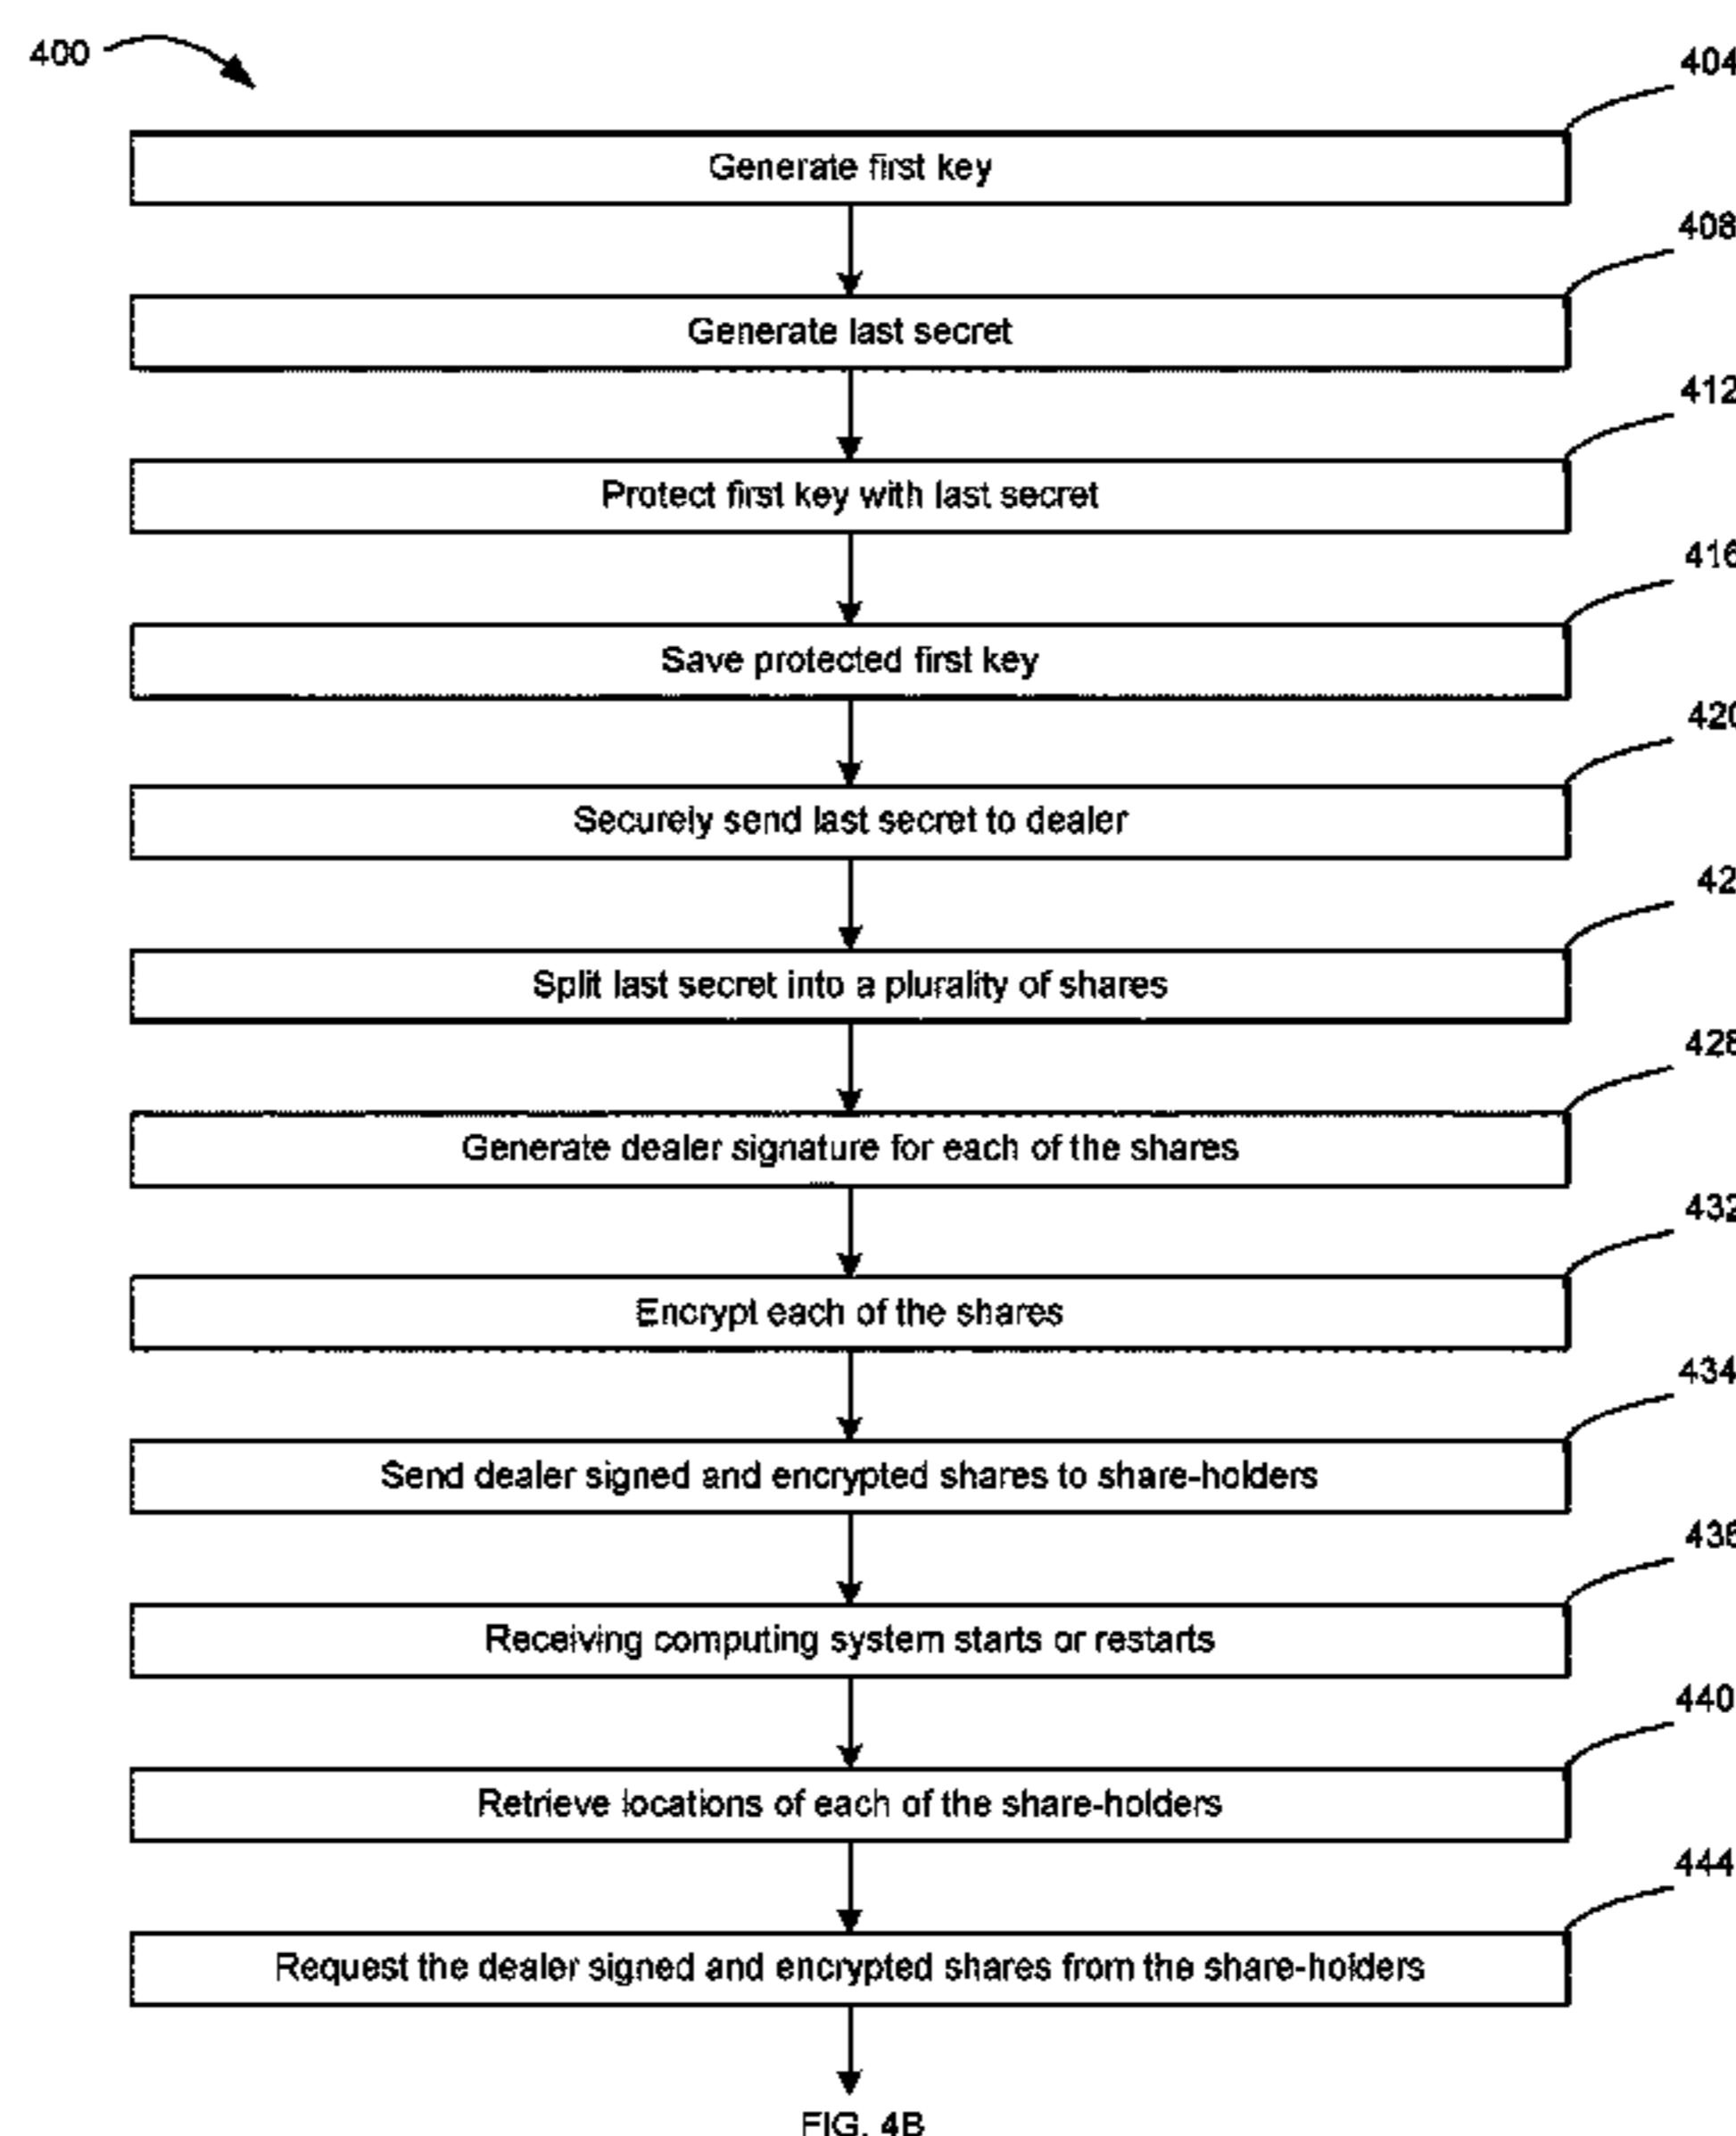 400
404
Generate first key
408
Generate last secret
412
Protect first key with last secret
416
Save protected first key
420
Securely send last secret to dealer
42
Split last secret into a plurality of shares
428
Generate dealer signature for each of the shares
432
Encrypt each of the shares
434
Send dealer signed and encrypted shares to share-holders
436
Receiving computing system starts or restarts
440
Retrieve locations of each of the share-holders
444
Request the dealer signed and encrypted shares from the share-holders
FIG. 4B